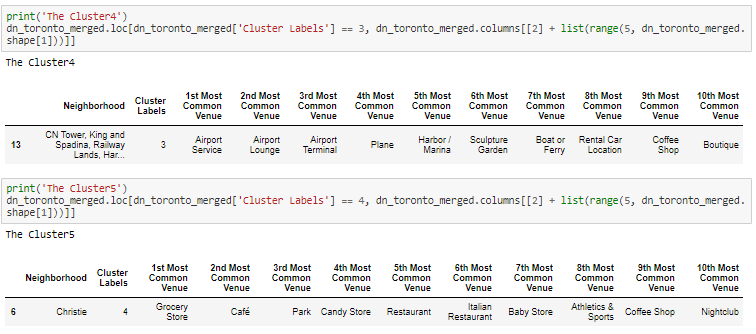 print('The Cluster4')
dn_toronto_merged.loc[dn_toronto_merged['Cluster Labels'] == 3, dn_toronto_merged.columns[[2] + list(range(5, dn_toronto_merged.
shape[1]))]]
The Cluster4
Neighborhood Cluster Labels 1st Most Common Venue 2nd Most Common Venue 3rd Most Common Venue 4th Most Common Venue 5th Most Common Venue 6th Most Common Venue 7th Most Common Venue 8th Most Common Venue 9th Most Common Venue 10th Most Common Venue
13 CN Tower, King and Spadina, Railway Lands, Har... 3 Airport Service Airport Lounge Airport Terminal Plane Harbor / Marina Sculpture Garden Boat or Ferry Rental Car Location Coffee Shop Boutique
print('The Cluster5')
dn_toronto_merged.loc[dn_toronto_merged['Cluster Labels'] == 4, dn_toronto_merged.columns[[2] + list(range(5, dn_toronto_merged.
shape[1]))]]
The Cluster5
Neighborhood Cluster Labels 1st Most Common Venue 2nd Most Common Venue 3rd Most Common Venue 4th Most Common Venue 5th Most Common Venue 6th Most Common Venue 7th Most Common Venue 8th Most Common Venue 9th Most Common Venue 10th Most Common Venue
6 Christie 4 Grocery Store Café Park Candy Store Restaurant Italian Restaurant Baby Store Athletics & Sports Coffee Shop Nightclub